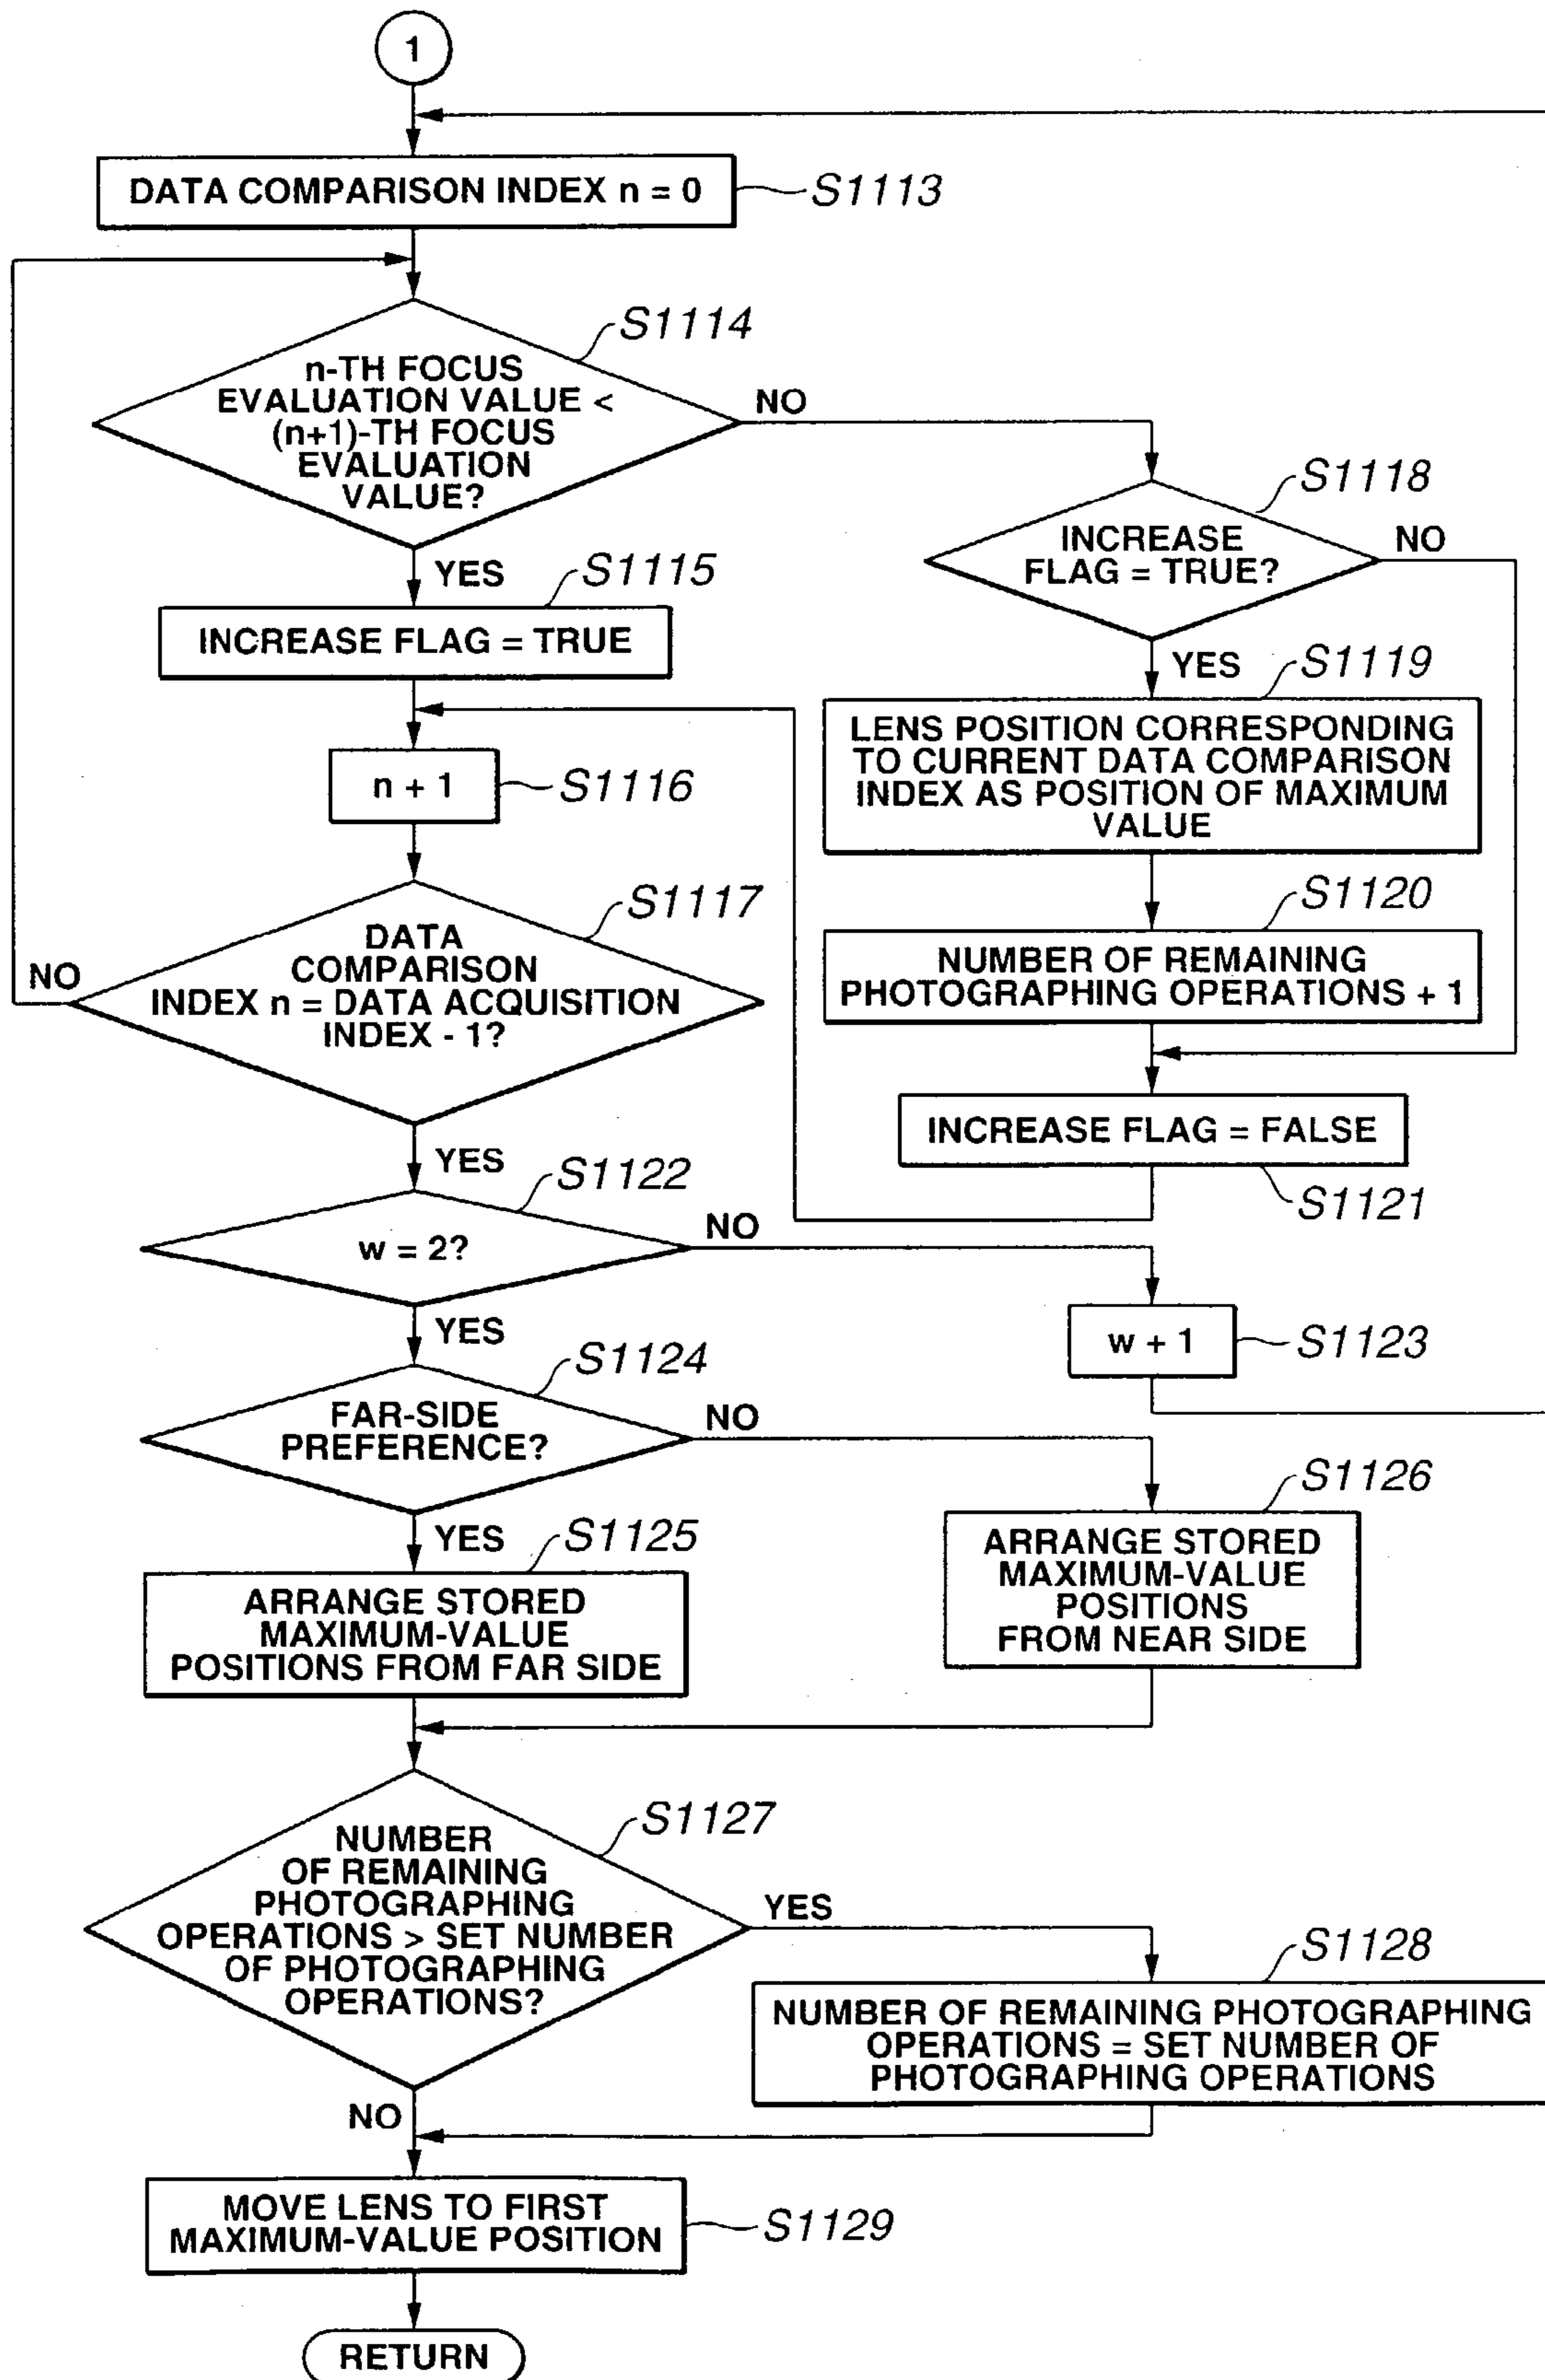 1
DATA COMPARISON INDEX n = 0
S1113
S1114
n-TH FOCUS
EVALUATION VALUE <
(n+1)-TH FOCUS
EVALUATION
VALUE?
NO
YES
S1115
INCREASE FLAG = TRUE
n + 1
S1116
S1117
DATA
COMPARISON
INDEX n = DATA ACQUISITION
INDEX - 1?
NO
YES
S1118
INCREASE
FLAG = TRUE?
NO
YES
S1119
LENS POSITION CORRESPONDING
TO CURRENT DATA COMPARISON
INDEX AS POSITION OF MAXIMUM
VALUE
S1120
NUMBER OF REMAINING
PHOTOGRAPHING OPERATIONS + 1
INCREASE FLAG = FALSE
S1121
S1122
w = 2?
NO
YES
w + 1
S1123
S1124
FAR-SIDE
PREFERENCE?
NO
YES
S1125
ARRANGE STORED
MAXIMUM-VALUE
POSITIONS FROM FAR SIDE
S1126
ARRANGE STORED
MAXIMUM-VALUE
POSITIONS
FROM NEAR SIDE
S1127
NUMBER
OF REMAINING
PHOTOGRAPHING
OPERATIONS > SET NUMBER
OF PHOTOGRAPHING
OPERATIONS?
YES
NO
S1128
NUMBER OF REMAINING PHOTOGRAPHING
OPERATIONS = SET NUMBER OF
PHOTOGRAPHING OPERATIONS
MOVE LENS TO FIRST
MAXIMUM-VALUE POSITION
S1129
RETURN